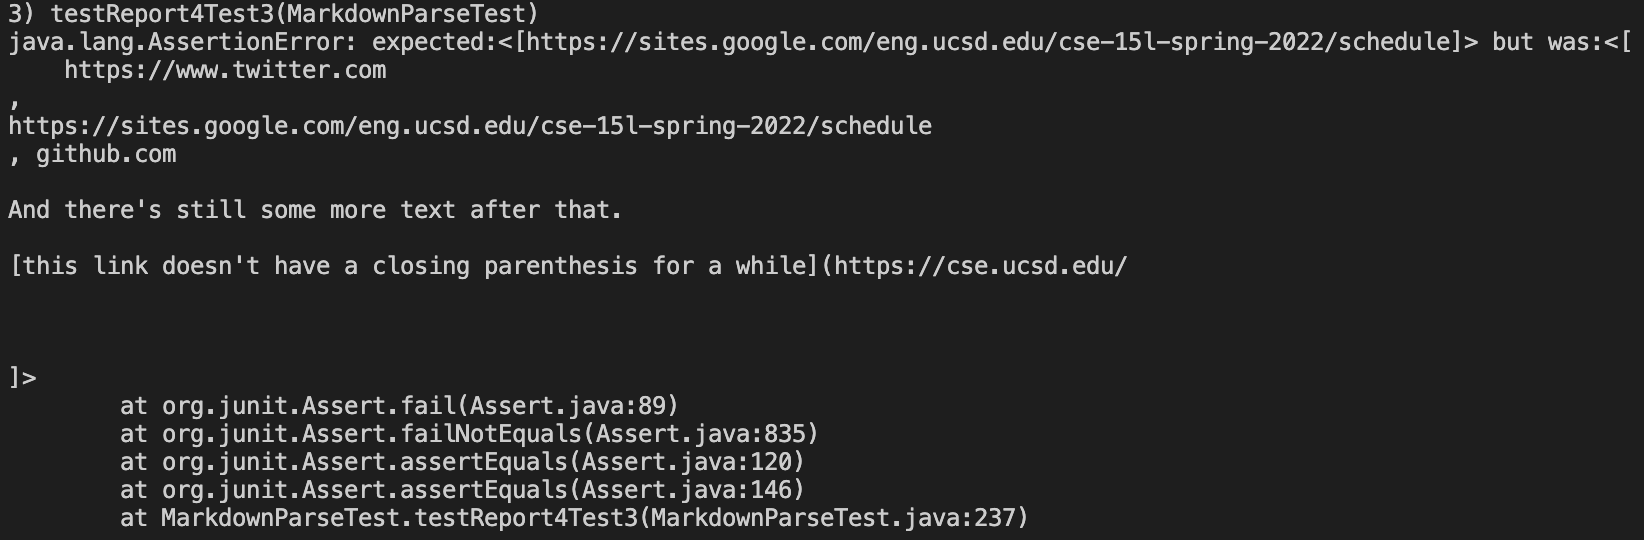 3) testReport4Test3(MarkdownParseTest)
java.lang.AssertionError: expected:<[https://sites.google.com/eng.ucsd.edu/cse-15l-spring-2022/schedule]> but was:<[
    https://www.twitter.com
,
https://sites.google.com/eng.ucsd.edu/cse-15l-spring-2022/schedule
, github.com
And there's still some more text after that.
[this link doesn't have a closing parenthesis for a while](https://cse.ucsd.edu/
]>
        at org.junit.Assert.fail(Assert.java:89)
        at org.junit.Assert.failNotEquals(Assert.java:835)
        at org.junit.Assert.assertEquals(Assert.java:120)
        at org.junit.Assert.assertEquals(Assert.java:146)
        at MarkdownParseTest.testReport4Test3(MarkdownParseTest.java:237)